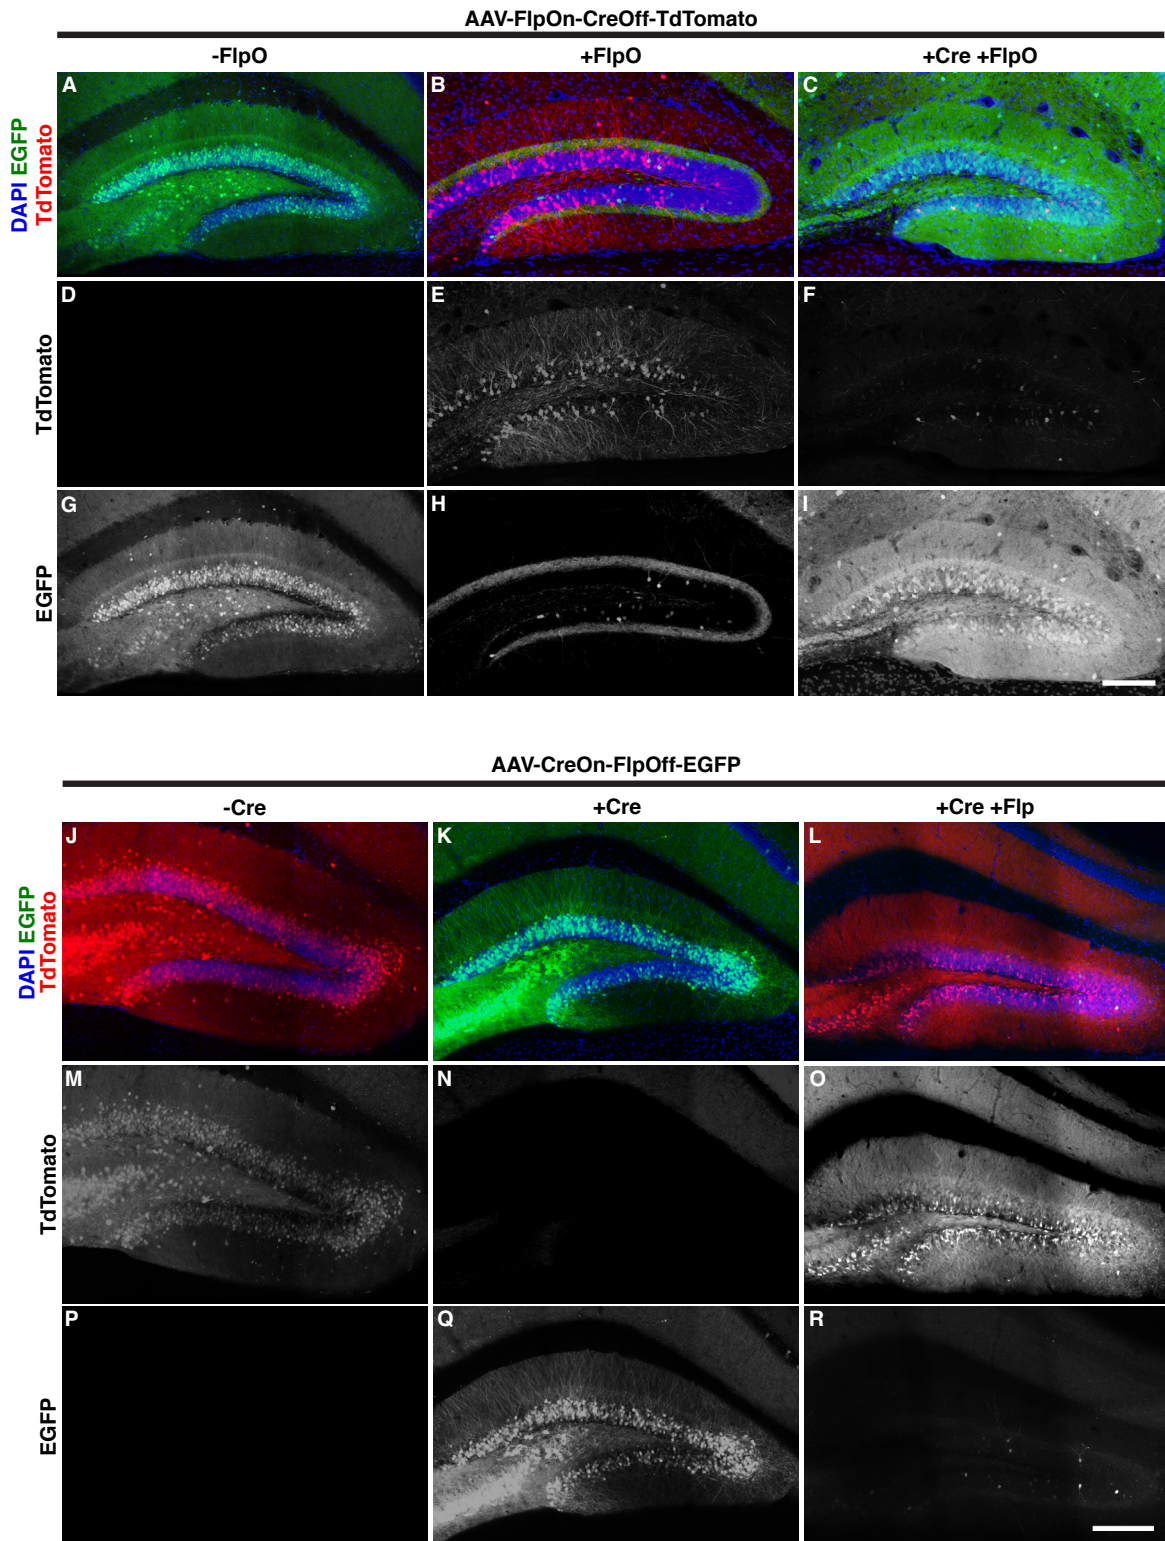 AAV-FlpOn-CreOff-TdTomato
-FlpO +FlpO +Cre +FlpO
DAPI EGFP
TdTomato
A B C
TdTomato
D E F
EGFP
G H I
AAV-CreOn-FlpOff-EGFP
-Cre +Cre +Cre +Flp
DAPI EGFP
TdTomato
J K L
TdTomato
M N O
EGFP
P Q R